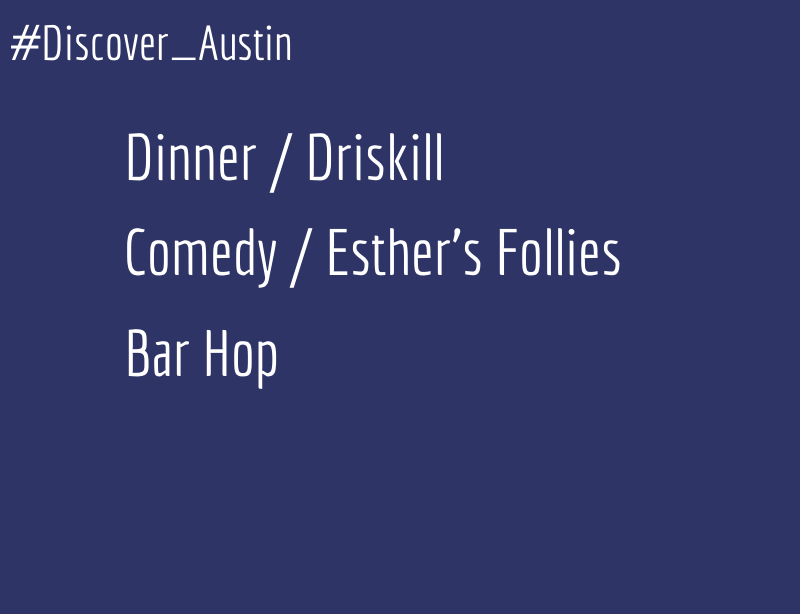 #Discover_Austin
Dinner / Driskill
Comedy / Esther's Follies
Bar Hop